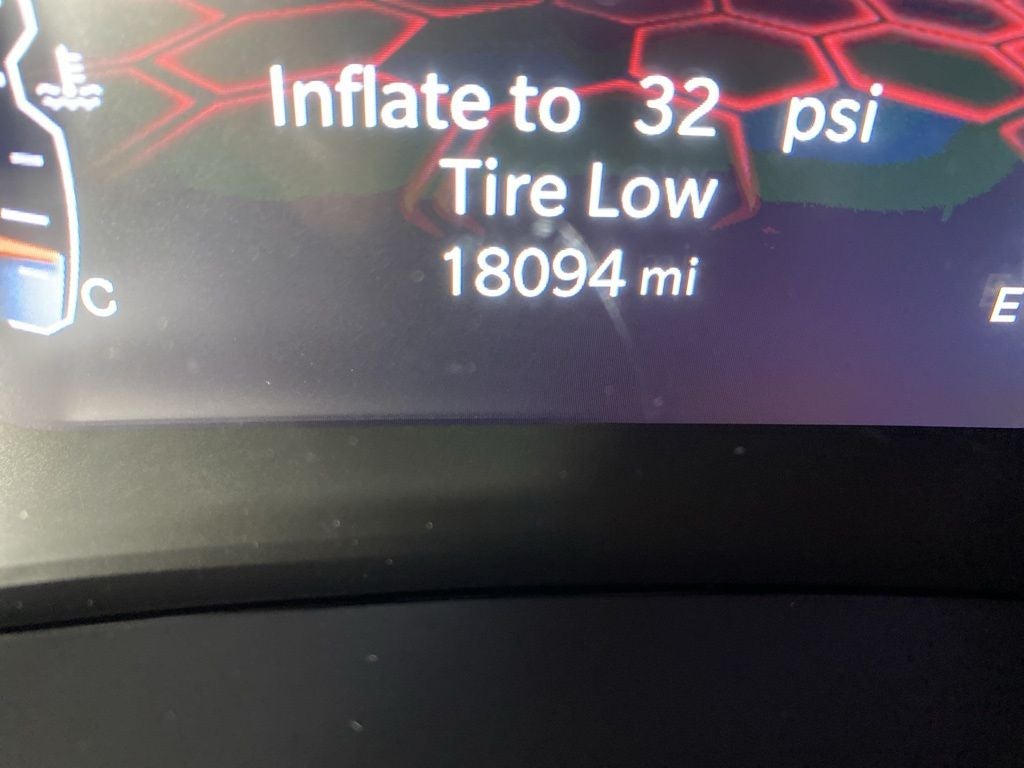 Inflate to 32 psi
Tire Low
18094 mi
C E